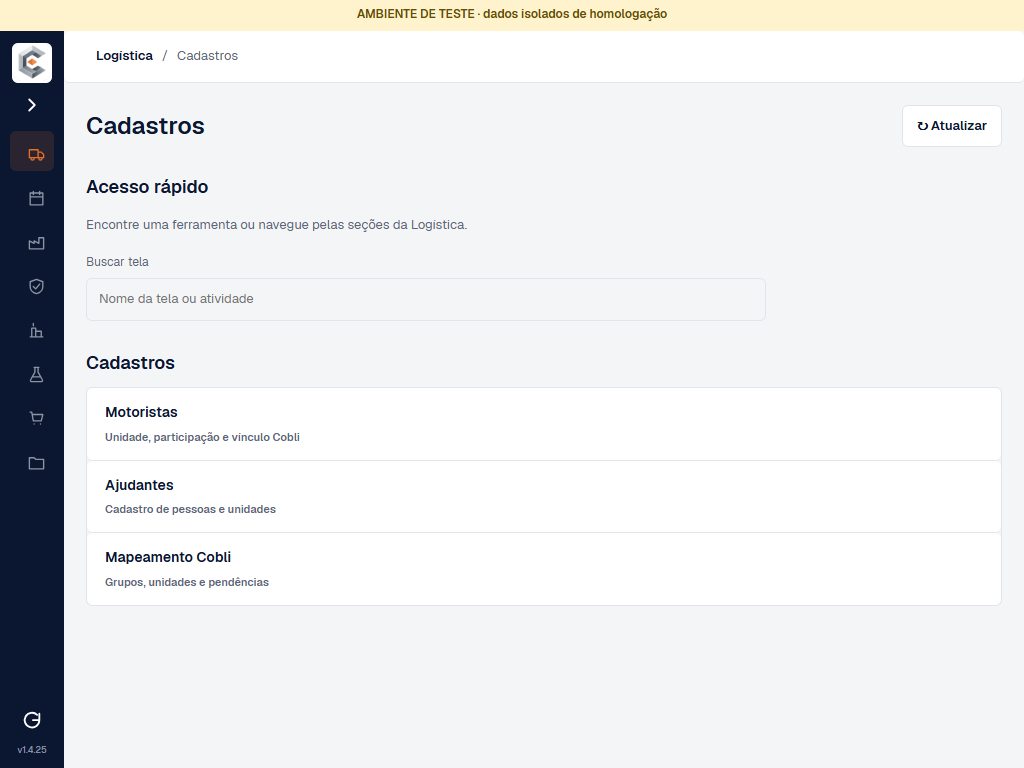 AMBIENTE DE TESTE · dados isolados de homologação
Logística / Cadastros
Cadastros
↻ Atualizar
Acesso rápido
Encontre uma ferramenta ou navegue pelas seções da Logística.
Buscar tela
Nome da tela ou atividade
Cadastros
Motoristas
Unidade, participação e vínculo Cobli
Ajudantes
Cadastro de pessoas e unidades
Mapeamento Cobli
Grupos, unidades e pendências
v1.4.25